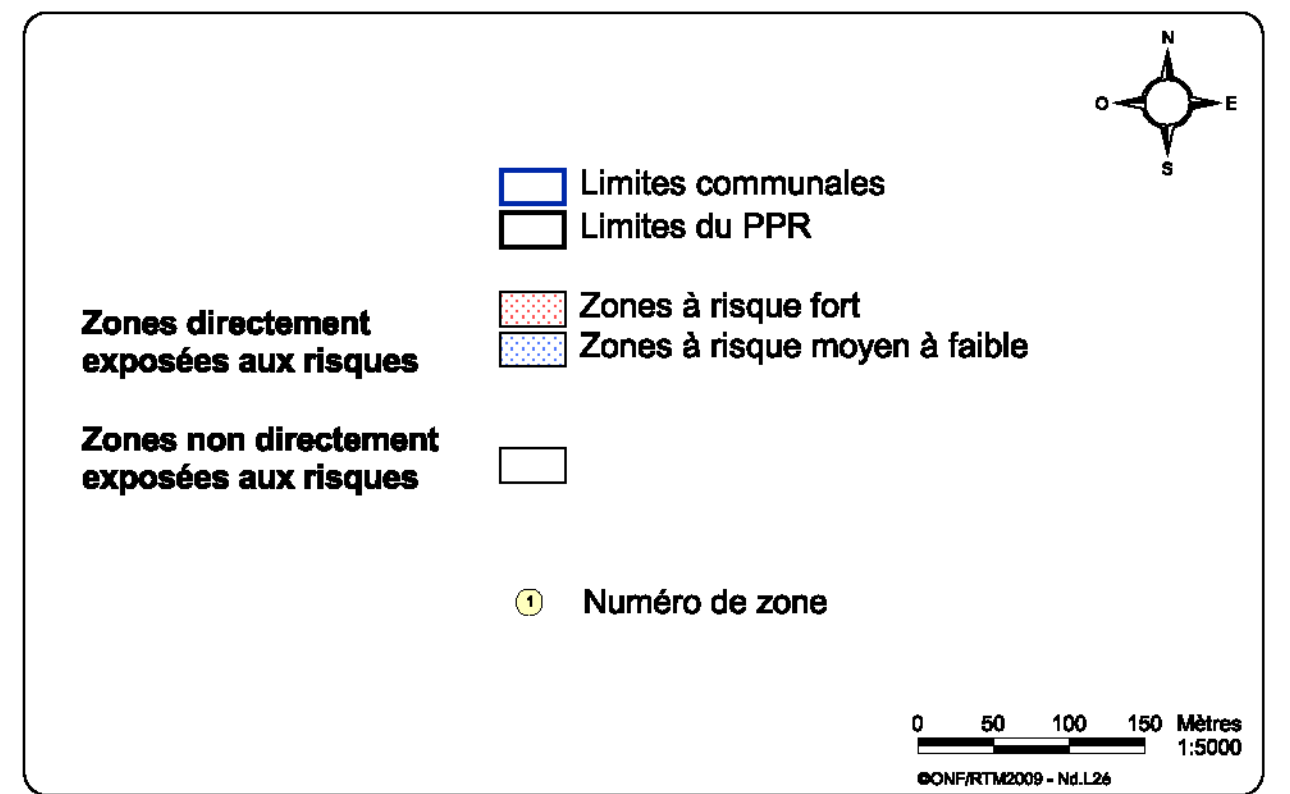 N
O E
S
Limites communales
Limites du PPR
Zones directement
exposées aux risques
Zones à risque fort
Zones à risque moyen à faible
Zones non directement
exposées aux risques
1 Numéro de zone
0 50 100 150 Mètres
1:5000
©ONF/RTM2009 - Nd.L26